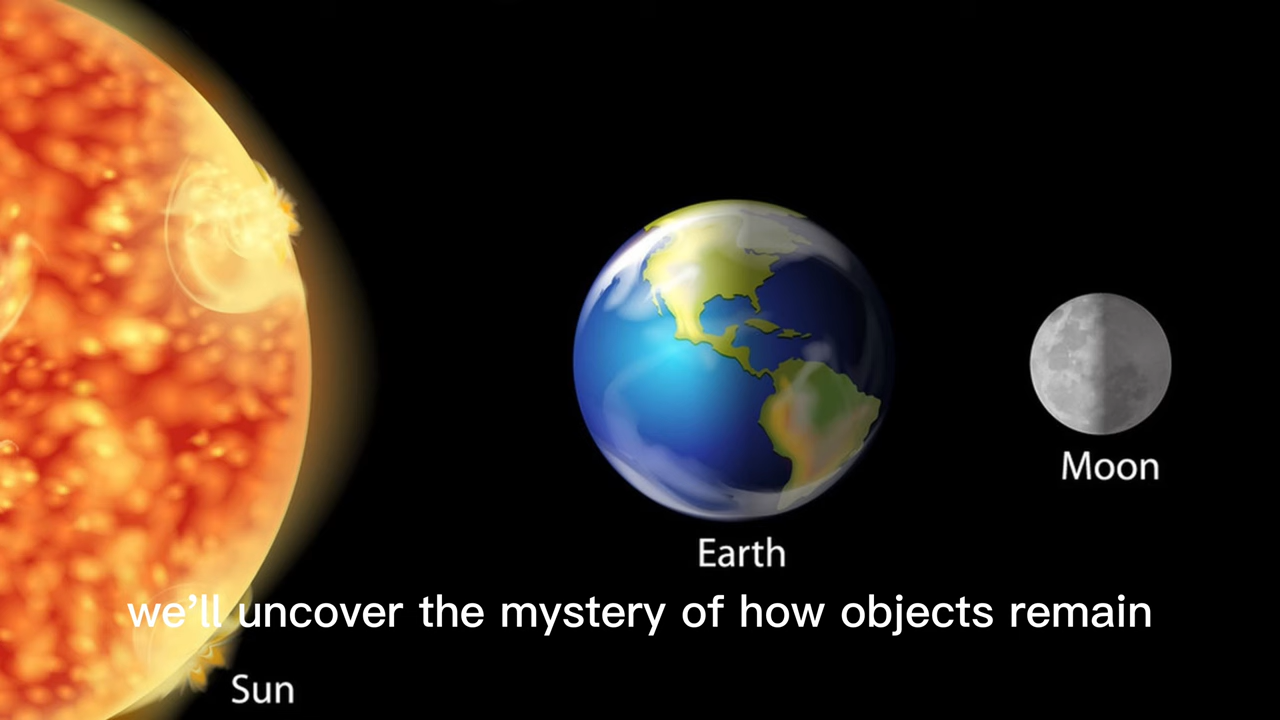 Moon
Earth
we’ll uncover the mystery of how objects remain
Sun